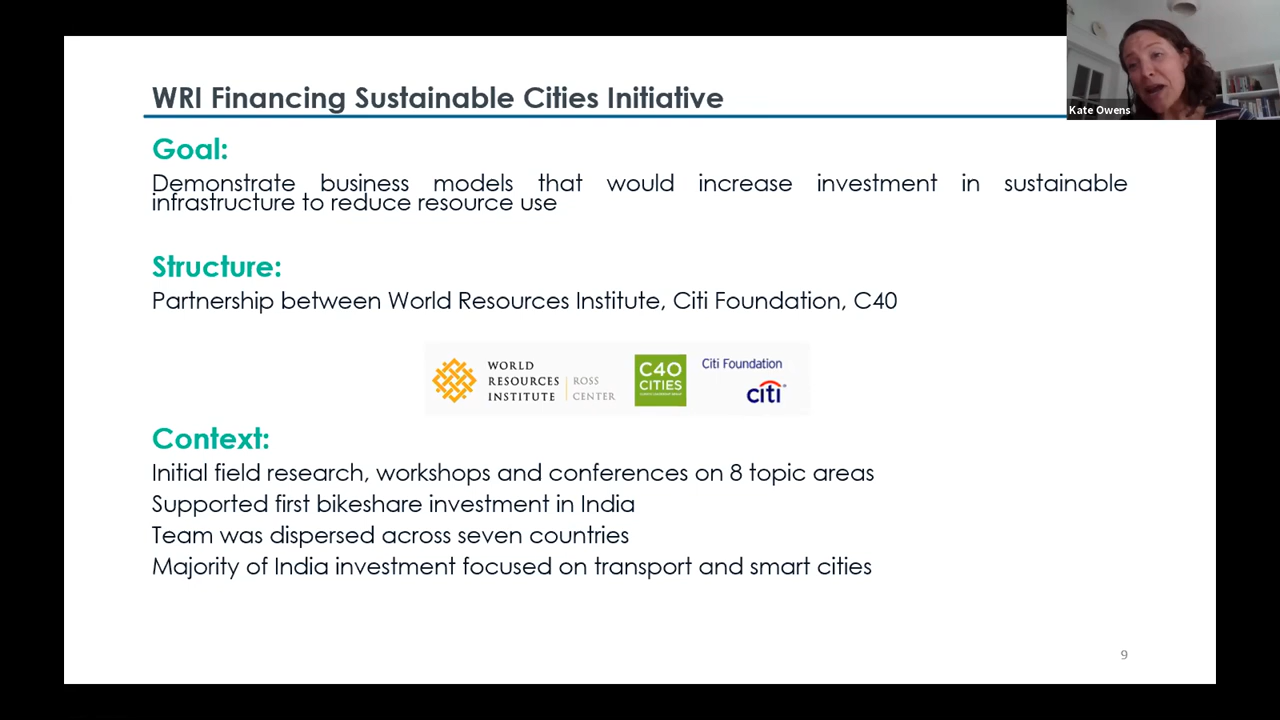 WRI Financing Sustainable Cities Initiative
Kate Owens
Goal:
Demonstrate business models that would increase investment in sustainable
infrastructure to reduce resource use
Structure:
Partnership between World Resources Institute, Citi Foundation, C40
WORLD
RESOURCES
INSTITUTE
ROSS
CENTER
C40
CITIES
Citi Foundation
citi
Context:
Initial field research, workshops and conferences on 8 topic areas
Supported first bikeshare investment in India
Team was dispersed across seven countries
Majority of India investment focused on transport and smart cities
9